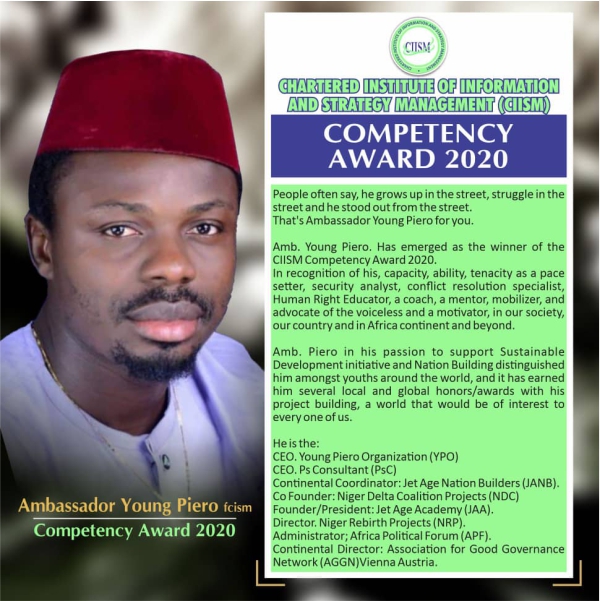 CIISM
CHARTERED INSTITUTE OF INFORMATION
AND STRATEGY MANAGEMENT (CIISM)
COMPETENCY
AWARD 2020
People often say, he grows up in the street, struggle in the
street and he stood out from the street.
That's Ambassador Young Piero for you.
Amb. Young Piero. Has emerged as the winner of the
CIISM Competency Award 2020.
In recognition of his, capacity, ability, tenacity as a pace
setter, security analyst, conflict resolution specialist,
Human Right Educator, a coach, a mentor, mobilizer, and
advocate of the voiceless and a motivator, in our society,
our country and in Africa continent and beyond.
Amb. Piero in his passion to support Sustainable
Development initiative and Nation Building distinguished
him amongst youths around the world, and it has earned
him several local and global honors/awards with his
project building, a world that would be of interest to
every one of us.
He is the:
CEO. Young Piero Organization (YPO)
CEO. Ps Consultant (PsC)
Continental Coordinator: Jet Age Nation Builders (JANB).
Co Founder: Niger Delta Coalition Projects (NDC)
Founder/President: Jet Age Academy (JAA).
Director. Niger Rebirth Projects (NRP).
Administrator; Africa Political Forum (APF).
Continental Director: Association for Good Governance
Network (AGGN)Vienna Austria.
Ambassador Young Piero fcism
Competency Award 2020